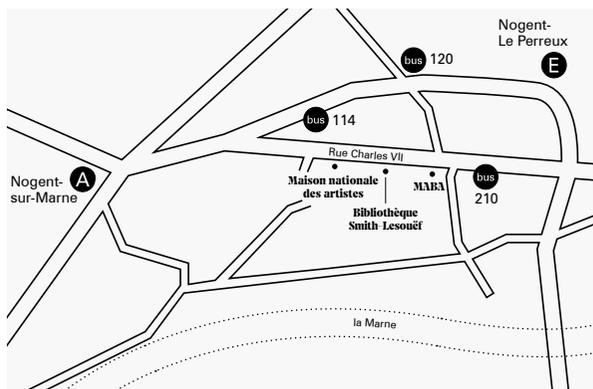 Nogent-
Le Perreux
E
bus 120
bus 114
Rue Charles VII
A
Nogent-
sur-Marne
Maison nationale
des artistes
MABA
bus
210
Bibliothèque
Smith-Lesouëf
la Marne